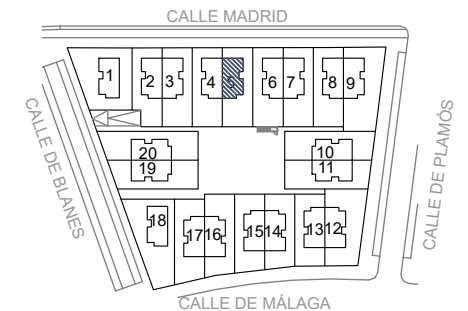 CALLE MADRID
1 2 3 4 5 6 7 8 9
CALLE DE BLANES
20 10
19 11
CALLE DE PLAMÓS
18 17 16 15 14 13 12
CALLE DE MÁLAGA